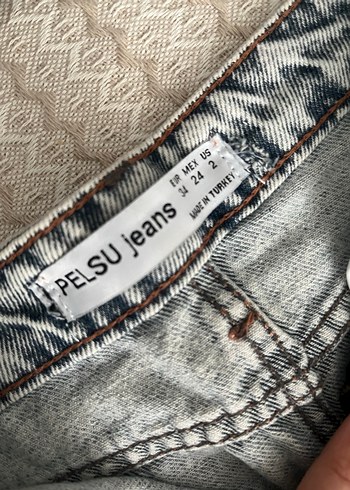 PELSU jeans
EUR MEX US
34 24 2
MADE IN TURKEY